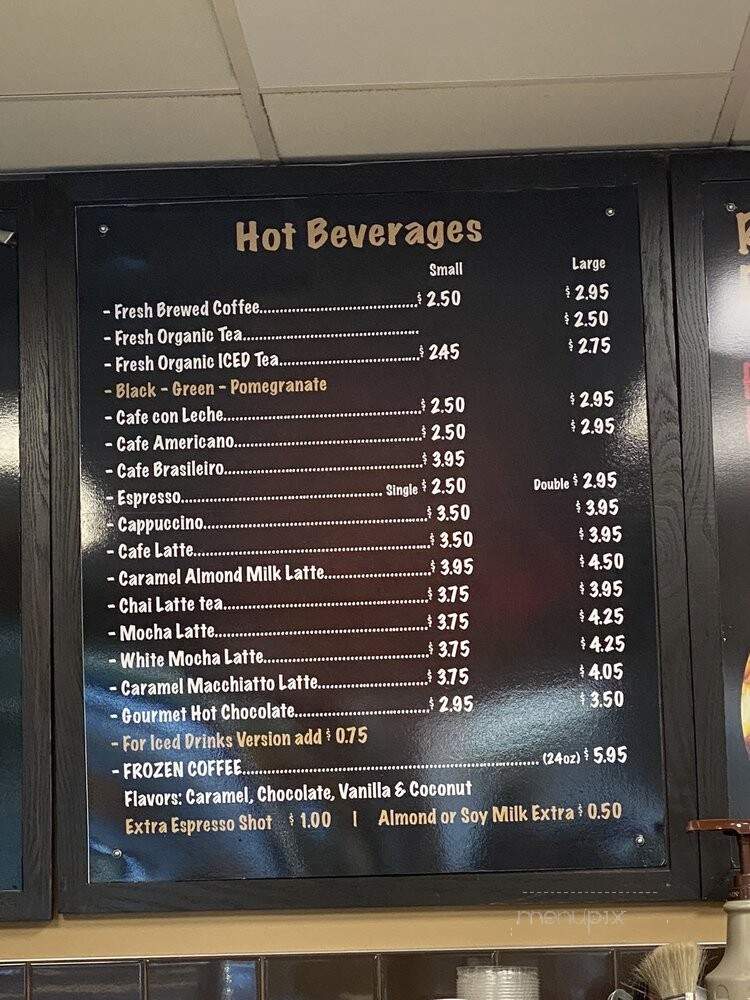 Hot Beverages
Small Large
- Fresh Brewed Coffee........................................$ 2.50 $ 2.95
- Fresh Organic Tea............................................. $ 2.50
- Fresh Organic ICED Tea....................................$ 245 $ 2.75
- Black - Green - Pomegranate
- Cafe con Leche..................................................$ 2.50 $ 2.95
- Cafe Americano................................................$ 2.50 $ 2.95
- Cafe Brasileiro..................................................$ 3.95
- Espresso.................................................... Single $ 2.50 Double $ 2.95
- Cappuccino........................................................$ 3.50 $ 3.95
- Cafe Latte..........................................................$ 3.50 $ 3.95
- Caramel Almond Milk Latte...........................$ 3.95 $ 4.50
- Chai Latte tea....................................................$ 3.75 $ 3.95
- Mocha Latte......................................................$ 3.75 $ 4.25
- White Mocha Latte..........................................$ 3.75 $ 4.25
- Caramel Macchiatto Latte............................$ 3.75 $ 4.05
- Gourmet Hot Chocolate.................................$ 2.95 $ 3.50
- For Iced Drinks Version add $ 0.75
- FROZEN COFFEE........................................................................... (24oz) $ 5.95
Flavors: Caramel, Chocolate, Vanilla & Coconut
Extra Espresso Shot $ 1.00 | Almond or Soy Milk Extra $ 0.50
menupix